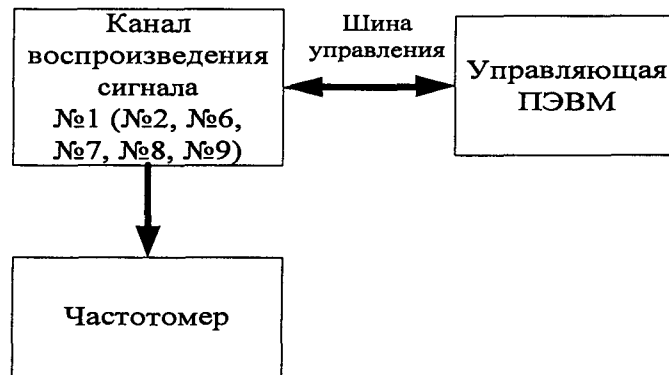 Канал
воспроизведения
сигнала
№1 (№2, №6,
№7, №8, №9)
Шина
управления
Управляющая
ПЭВМ
Частотомер